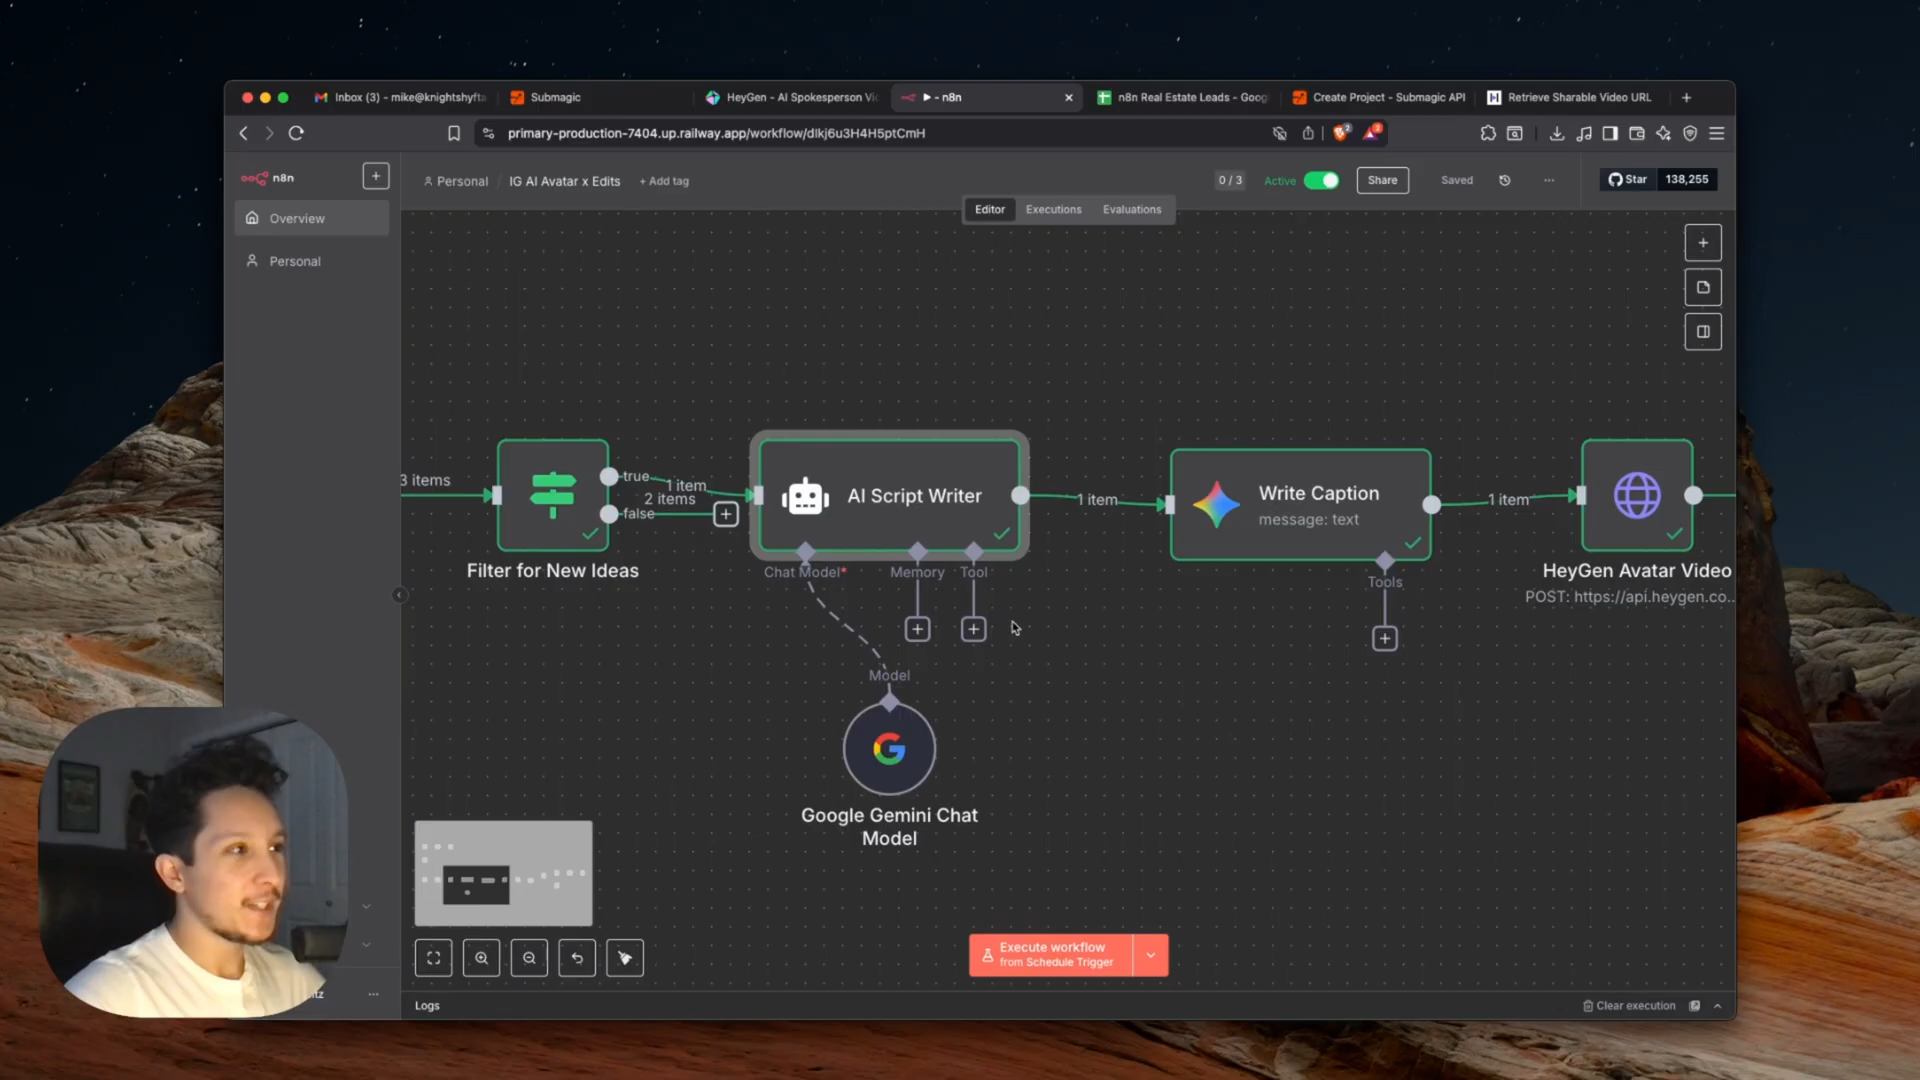 Inbox (3) - mike@knightshyfta
Submagic
HeyGen - AI Spokesperson Vi
▶ - n8n
n8n Real Estate Leads - Goog
Create Project - Submagic API
Retrieve Sharable Video URL
primary-production-7404.up.railway.app/workflow/dlkj6u3H4H5ptCmH
n8n
Personal / IG AI Avatar x Edits + Add tag
0 / 3
Active
Share
Saved
Star 138,255
Editor
Executions
Evaluations
Overview
Personal
3 items
true
1 item
2 items
false
Filter for New Ideas
AI Script Writer
Chat Model*
Memory
Tool
1 item
Write Caption
message: text
Tools
1 item
HeyGen Avatar Video
POST: https://api.heygen.co...
Model
Google Gemini Chat
Model
Execute workflow
from Schedule Trigger
Logs
Clear execution